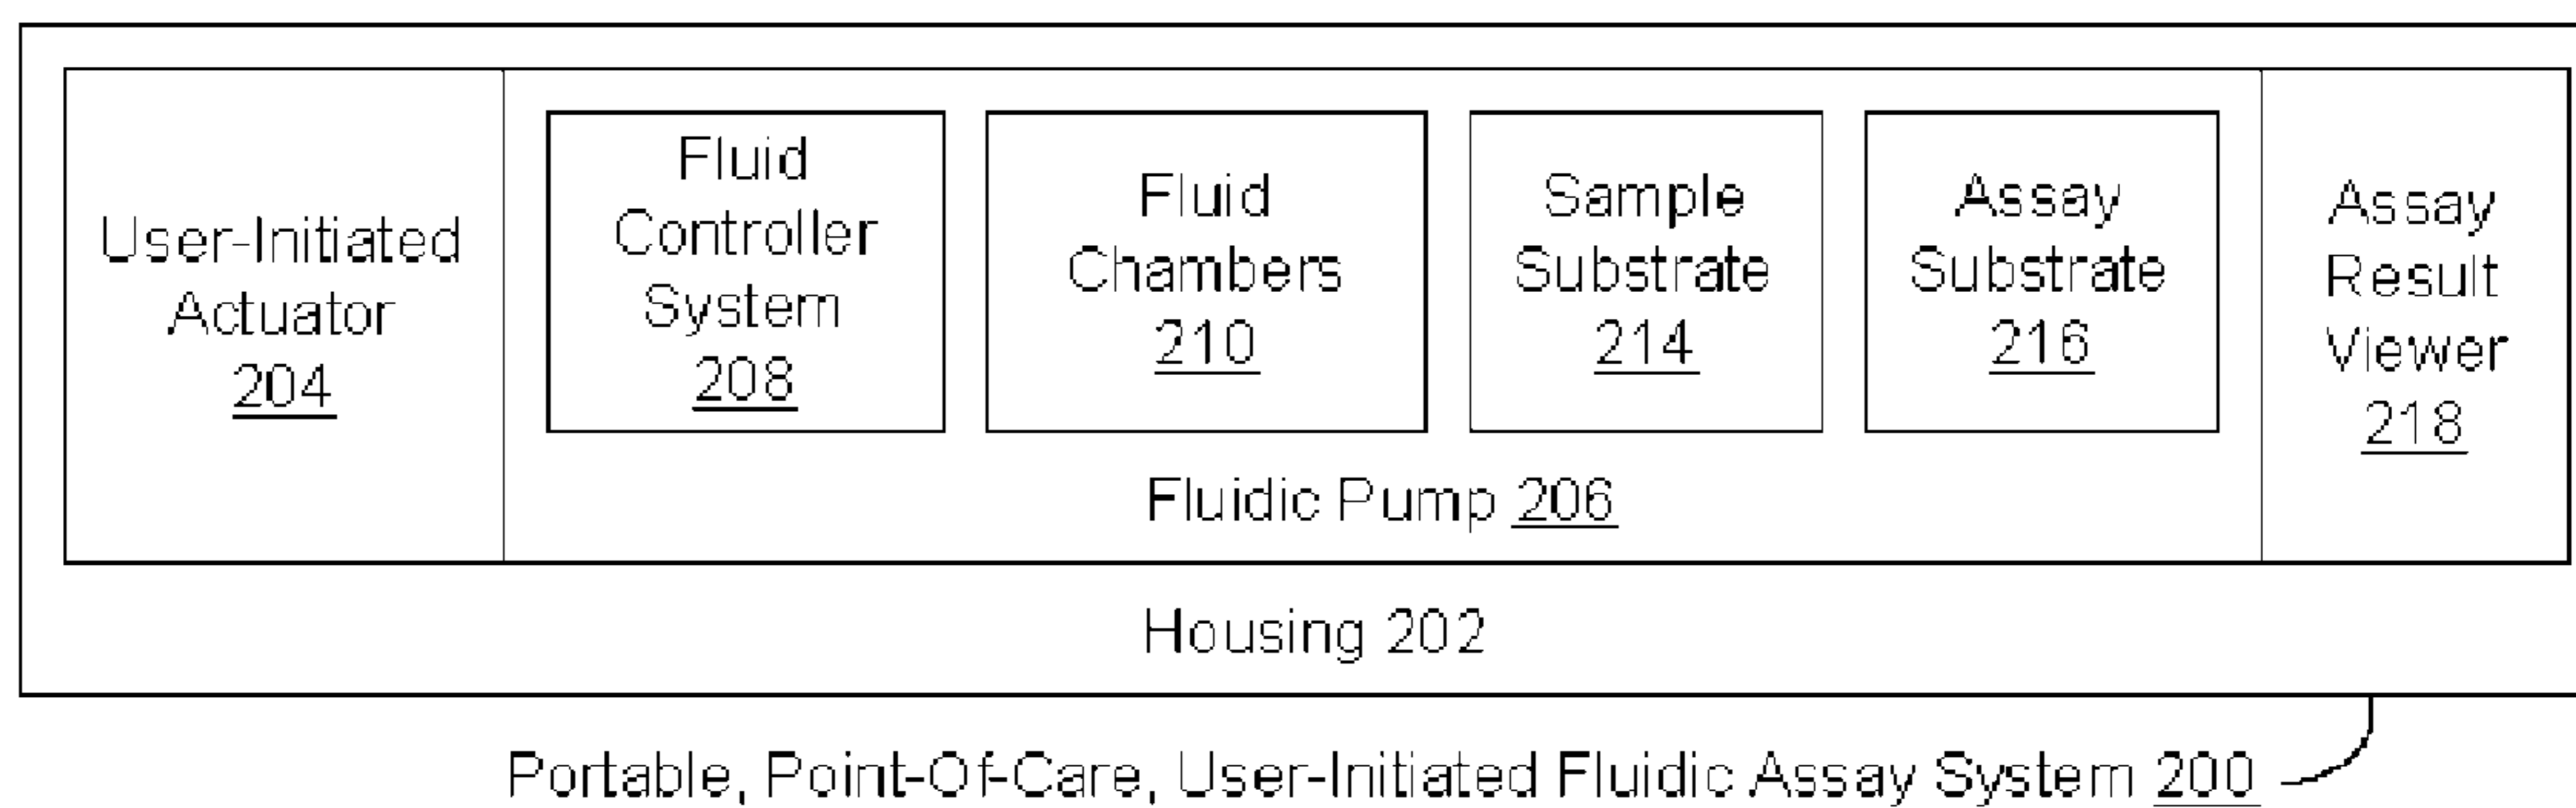 User-Initiated
Actuator
204
Fluid
Controller
System
208
Fluid
Chambers
210
Sample
Substrate
214
Assay
Substrate
216
Assay
Result
Viewer
218
Fluidic Pump 206
Housing 202
Portable, Point-Of-Care, User-Initiated Fluidic Assay System 200